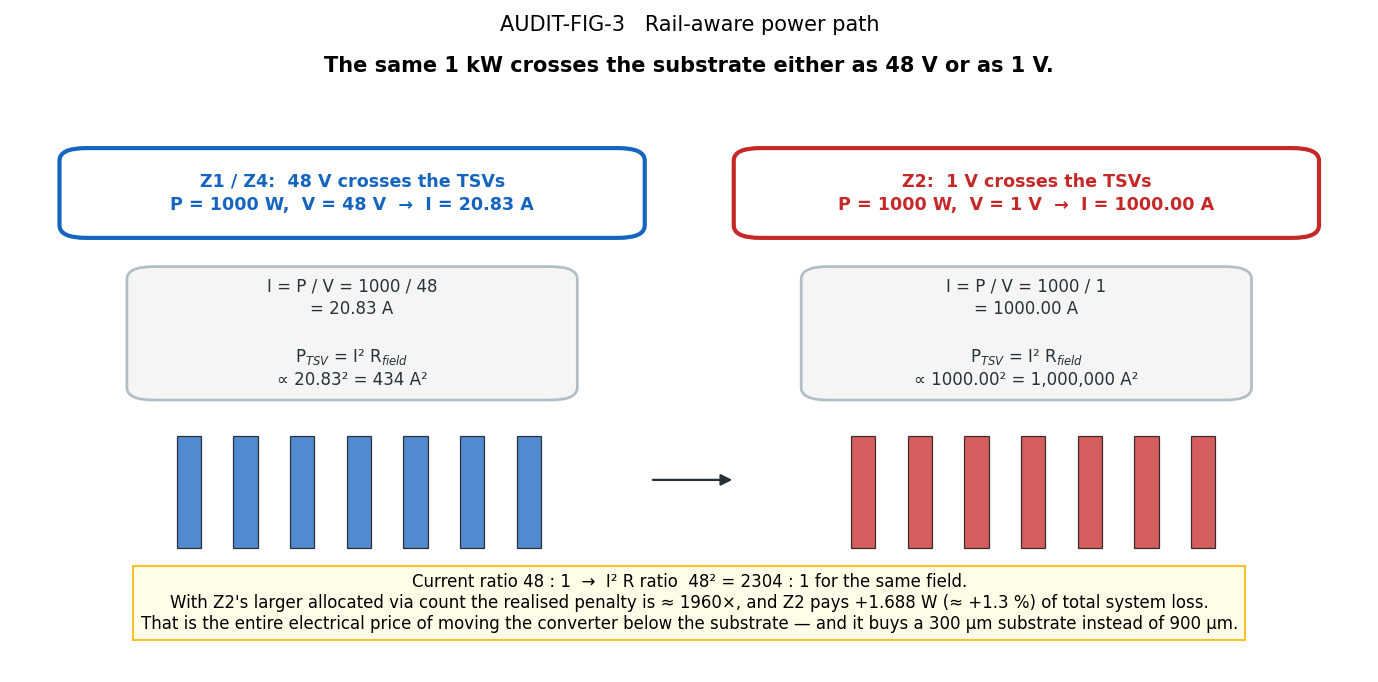 AUDIT-FIG-3   Rail-aware power path
The same 1 kW crosses the substrate either as 48 V or as 1 V.
Z1 / Z4:  48 V crosses the TSVs
P = 1000 W,  V = 48 V  →  I = 20.83 A
Z2:  1 V crosses the TSVs
P = 1000 W,  V = 1 V  →  I = 1000.00 A
I = P / V = 1000 / 48
= 20.83 A
P_TSV = I² R_field
∝ 20.83² = 434 A²
I = P / V = 1000 / 1
= 1000.00 A
P_TSV = I² R_field
∝ 1000.00² = 1,000,000 A²
Current ratio 48 : 1  →  I² R ratio  48² = 2304 : 1 for the same field.
With Z2's larger allocated via count the realised penalty is ≈ 1960×, and Z2 pays +1.688 W (≈ +1.3 %) of total system loss.
That is the entire electrical price of moving the converter below the substrate — and it buys a 300 μm substrate instead of 900 μm.